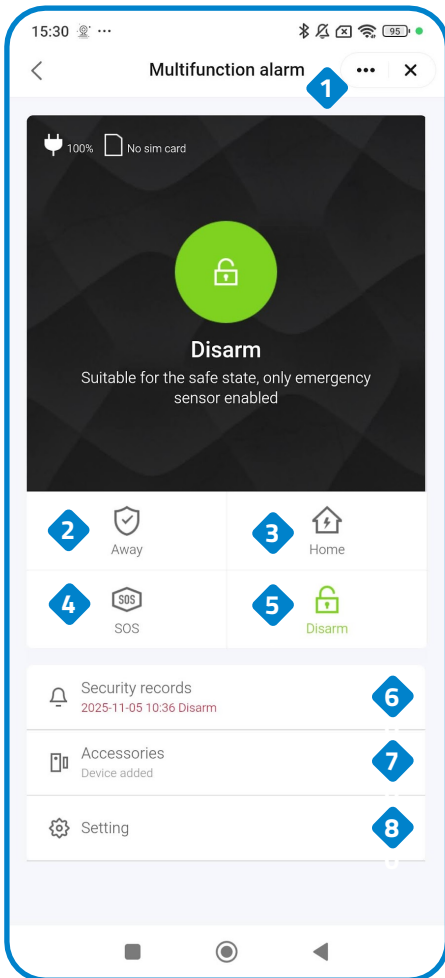 15:30 ...
95
Multifunction alarm
1
100% No sim card
Disarm
Suitable for the safe state, only emergency
sensor enabled
2
Away
3
Home
4
SOS
SOS
5
Disarm
Security records
2025-11-05 10:36 Disarm
6
Accessories
Device added
7
Setting
8